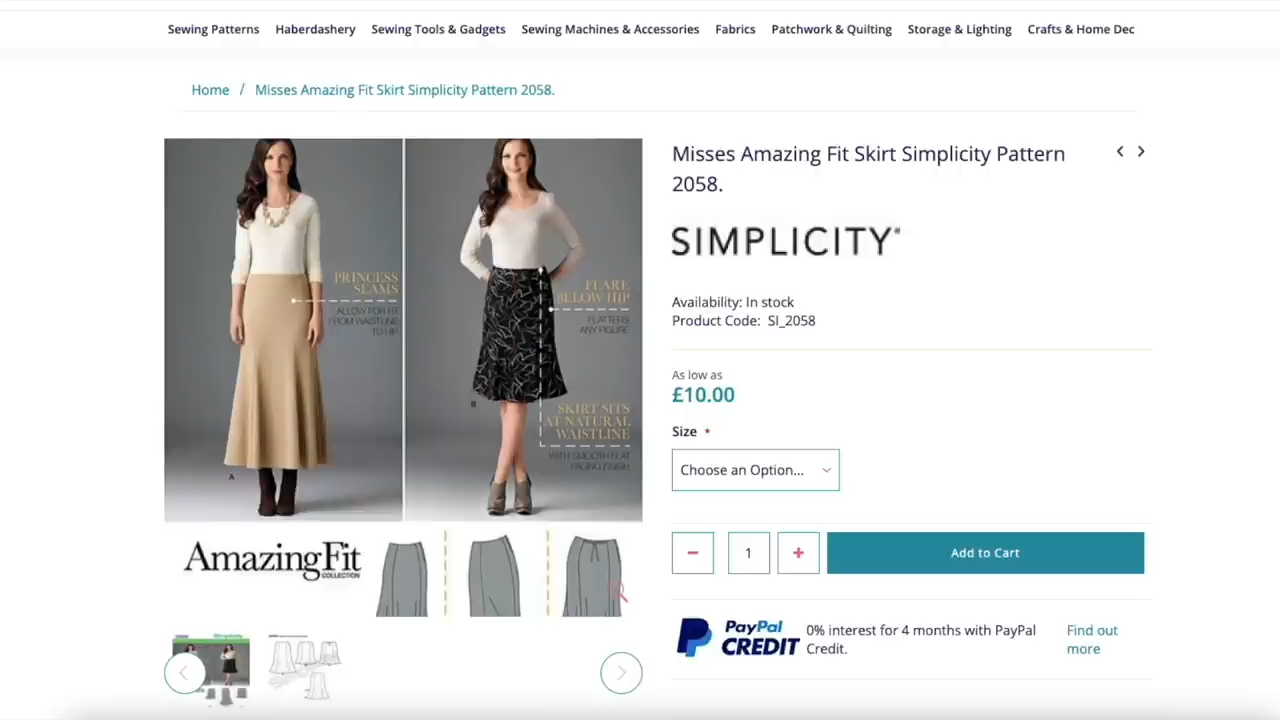 Sewing Patterns Haberdashery Sewing Tools & Gadgets Sewing Machines & Accessories Fabrics Patchwork & Quilting Storage & Lighting Crafts & Home Dec
Home / Misses Amazing Fit Skirt Simplicity Pattern 2058.
PRINCESS
SEAMS
ALLOW FOR FIT
FROM WAISTLINE
TO HIP
A
FLARE
BELOW HIP
FLATTERS
ANY FIGURE
B
SKIRT SITS
AT NATURAL
WAISTLINE
WITH SMOOTH FLAT
FACING FINISH
AmazingFit
COLLECTION
Misses Amazing Fit Skirt Simplicity Pattern
2058.
SIMPLICITY
Availability: In stock
Product Code: SI_2058
As low as
£10.00
Size *
Choose an Option...
− 1 + Add to Cart
PayPal
CREDIT
0% interest for 4 months with PayPal
Credit.
Find out
more